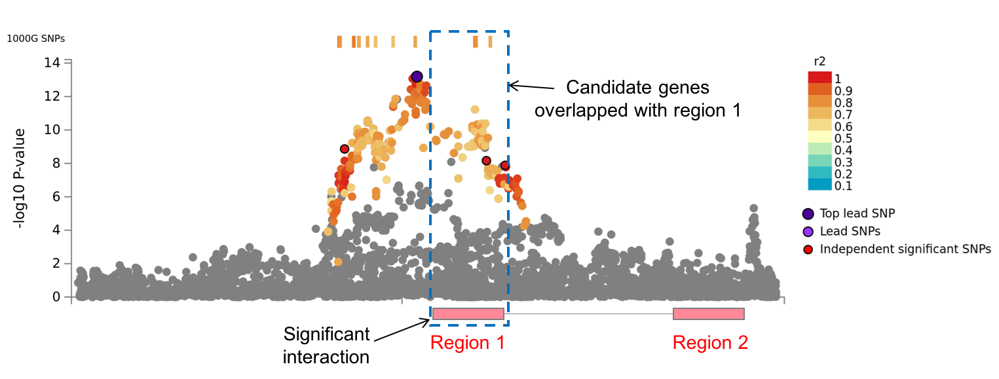 1000G SNPs
14
12
10
8
6
4
2
0
-log10 P-value
Candidate genes
overlapped with region 1
r2
1
0.9
0.8
0.7
0.6
0.5
0.4
0.3
0.2
0.1
Top lead SNP
Lead SNPs
Independent significant SNPs
Significant
interaction
Region 1
Region 2